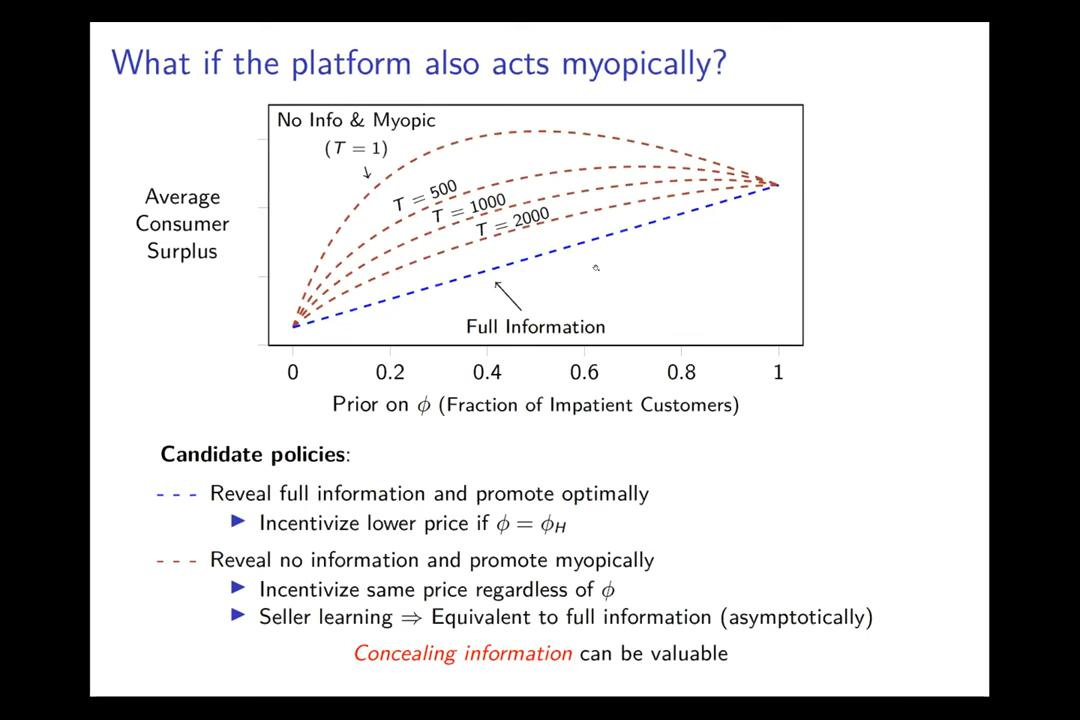 What if the platform also acts myopically?
No Info & Myopic
(T = 1)
T = 500
T = 1000
T = 2000
Average
Consumer
Surplus
Full Information
0 0.2 0.4 0.6 0.8 1
Prior on ϕ (Fraction of Impatient Customers)
Candidate policies:
Reveal full information and promote optimally
Incentivize lower price if ϕ = ϕH
Reveal no information and promote myopically
Incentivize same price regardless of ϕ
Seller learning ⇒ Equivalent to full information (asymptotically)
Concealing information can be valuable